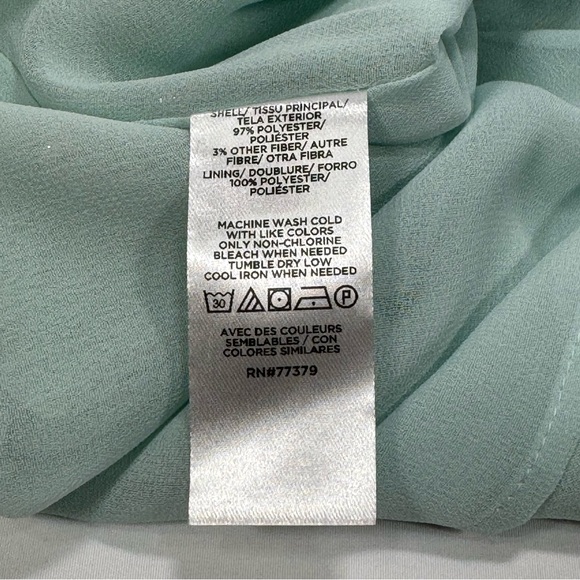 SHELL/ TISSU PRINCIPAL/
TELA EXTERIOR
97% POLYESTER/
POLIÉSTER
3% OTHER FIBER/ AUTRE
FIBRE/ OTRA FIBRA
LINING/ DOUBLURE/ FORRO
100% POLYESTER/
POLIÉSTER
MACHINE WASH COLD
WITH LIKE COLORS
ONLY NON-CHLORINE
BLEACH WHEN NEEDED
TUMBLE DRY LOW
COOL IRON WHEN NEEDED
30 P
AVEC DES COULEURS
SEMBLABLES / CON
COLORES SIMILARES
RN#77379